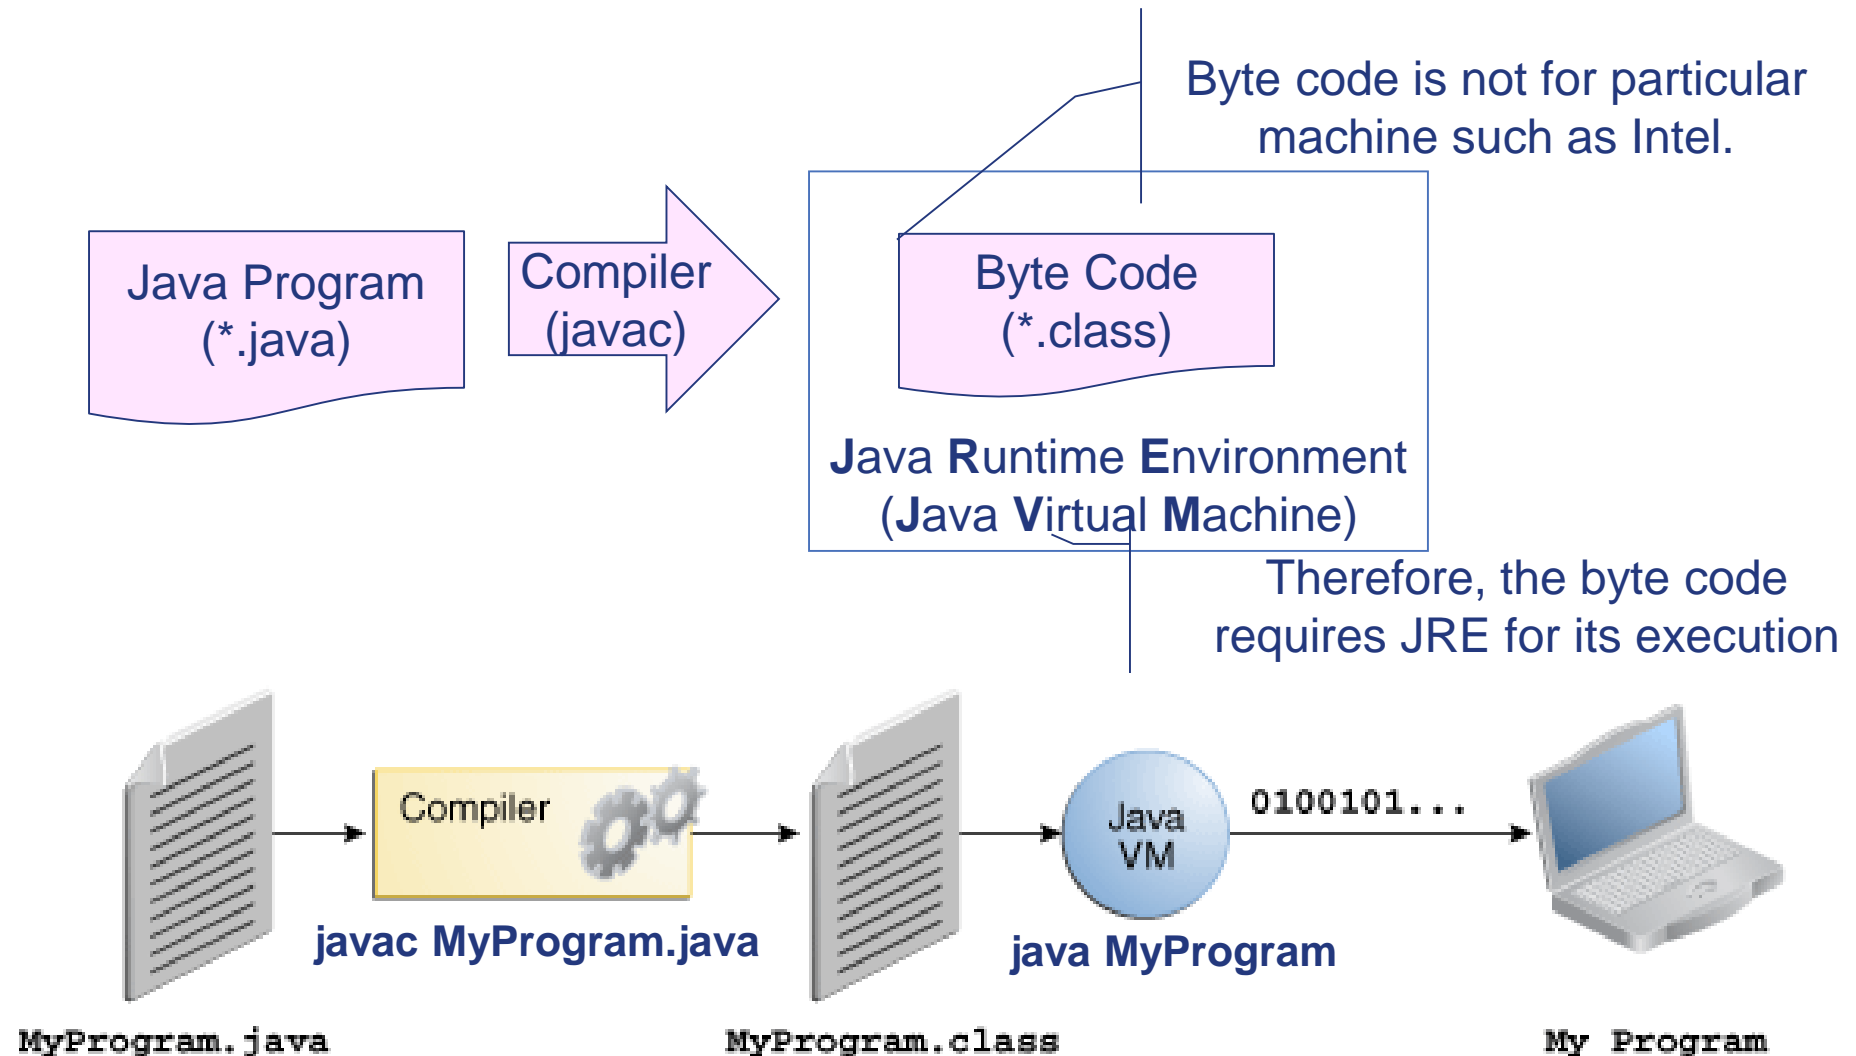 Byte code is not for particular
machine such as Intel.
Java Program
(*.java)
Compiler
(javac)
Byte Code
(*.class)
Java Runtime Environment
(Java Virtual Machine)
Therefore, the byte code
requires JRE for its execution
Compiler
Java
VM
0100101...
javac MyProgram.java
java MyProgram
MyProgram.java
MyProgram.class
My Program